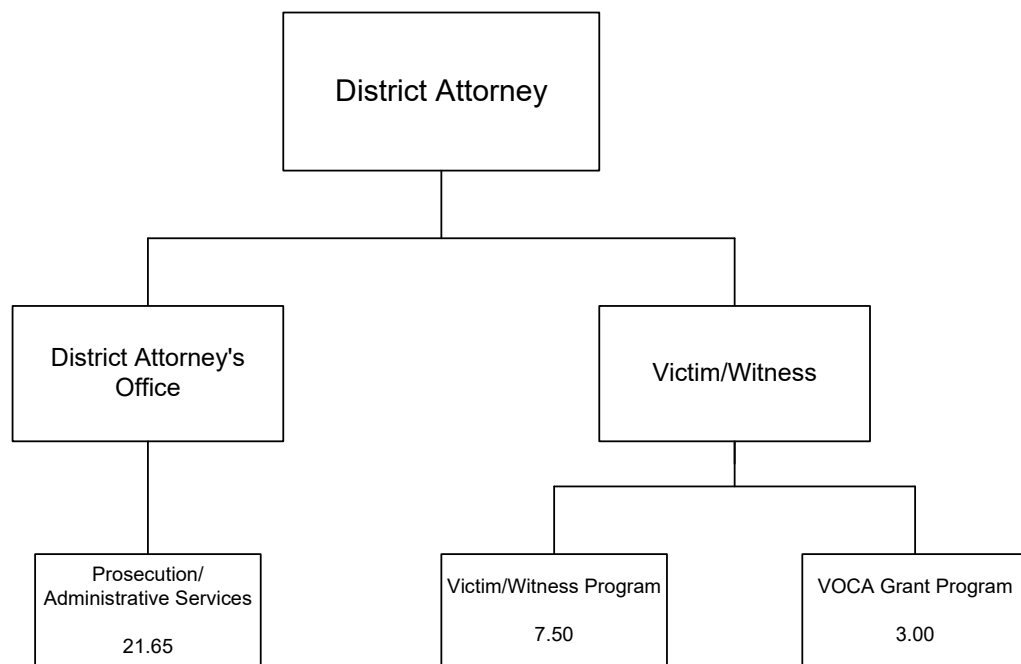 District Attorney
District Attorney's
Office
Victim/Witness
Prosecution/
Administrative Services
21.65
Victim/Witness Program
7.50
VOCA Grant Program
3.00